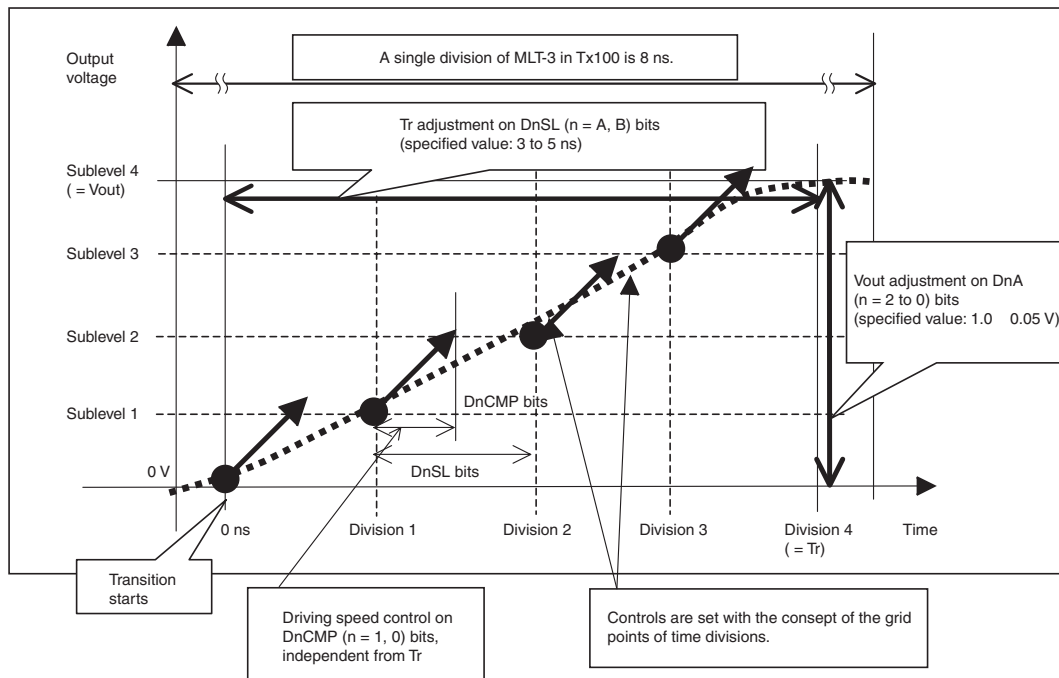 Output
voltage
A single division of MLT-3 in Tx100 is 8 ns.
Tr adjustment on DnSL (n = A, B) bits
(specified value: 3 to 5 ns)
Sublevel 4
( = Vout)
Sublevel 3
Vout adjustment on DnA
(n = 2 to 0) bits
(specified value: 1.0    0.05 V)
Sublevel 2
Sublevel 1
DnCMP bits
DnSL bits
0 V
0 ns
Division 1
Division 2
Division 3
Division 4
( = Tr)
Time
Transition
starts
Driving speed control on
DnCMP (n = 1, 0) bits,
independent from Tr
Controls are set with the consept of the grid
points of time divisions.